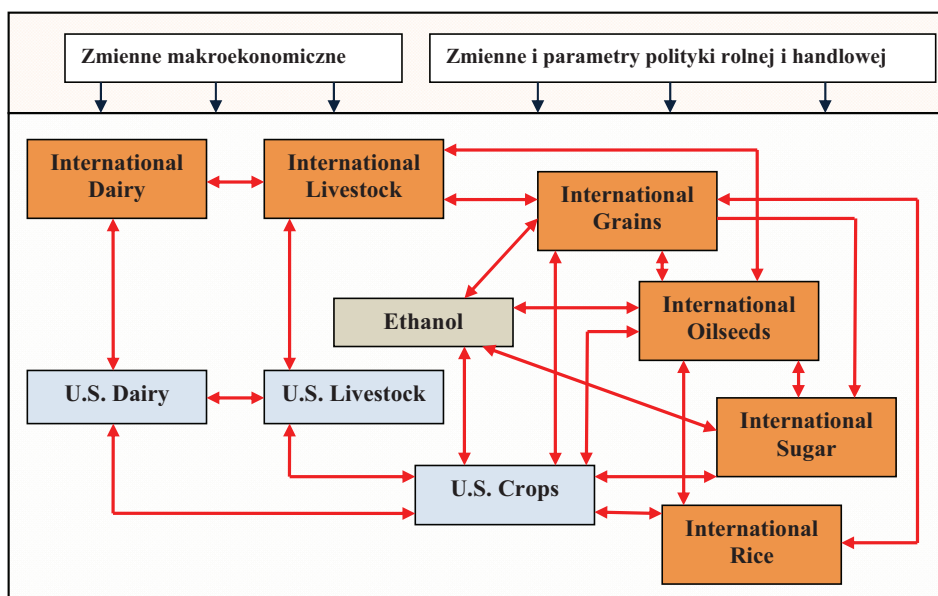 Zmienne makroekonomiczne
Zmienne i parametry polityki rolnej i handlowej
International
Dairy
International
Livestock
International
Grains
Ethanol
International
Oilseeds
U.S. Dairy
U.S. Livestock
International
Sugar
U.S. Crops
International
Rice